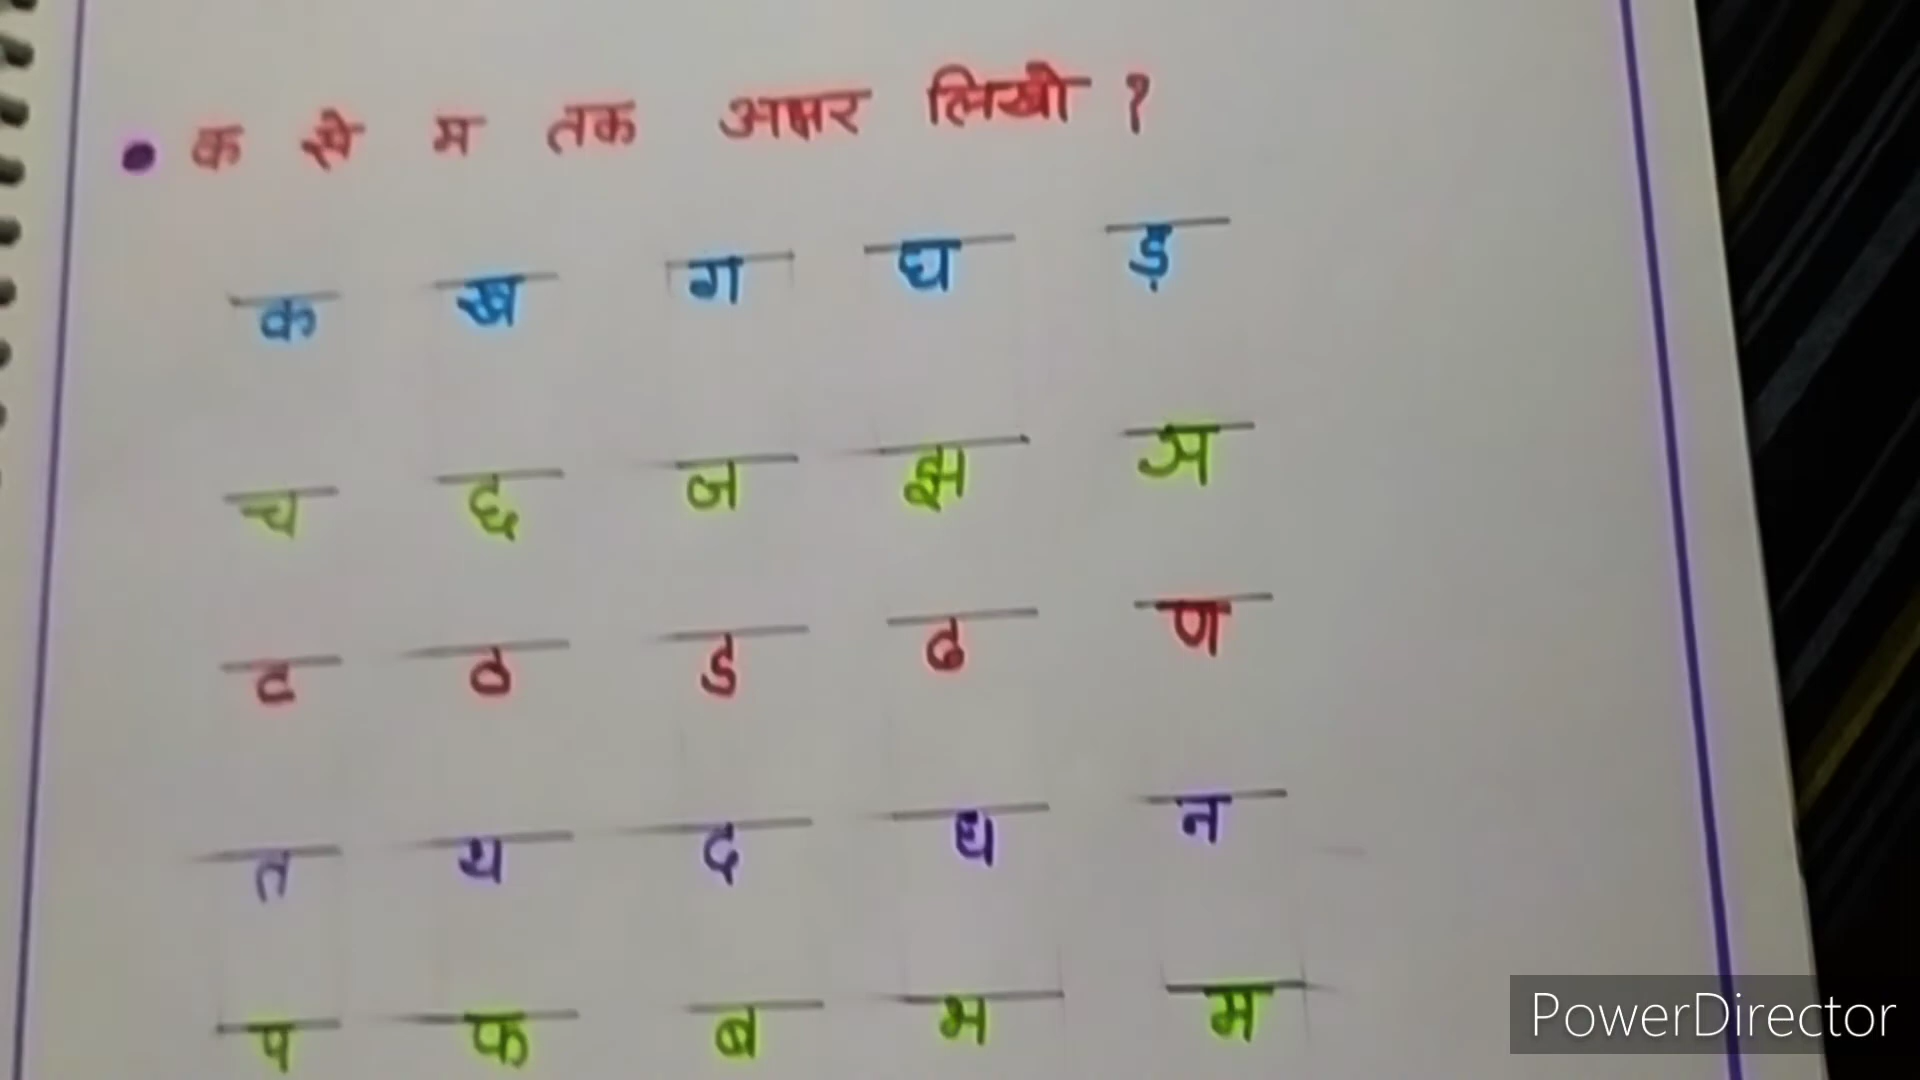 • क से म तक अक्षर लिखो ?
क ख ग घ ड़
च छ ज झ ञ
ट ठ ड ढ ण
त थ द ध न
प फ ब भ म
PowerDirector